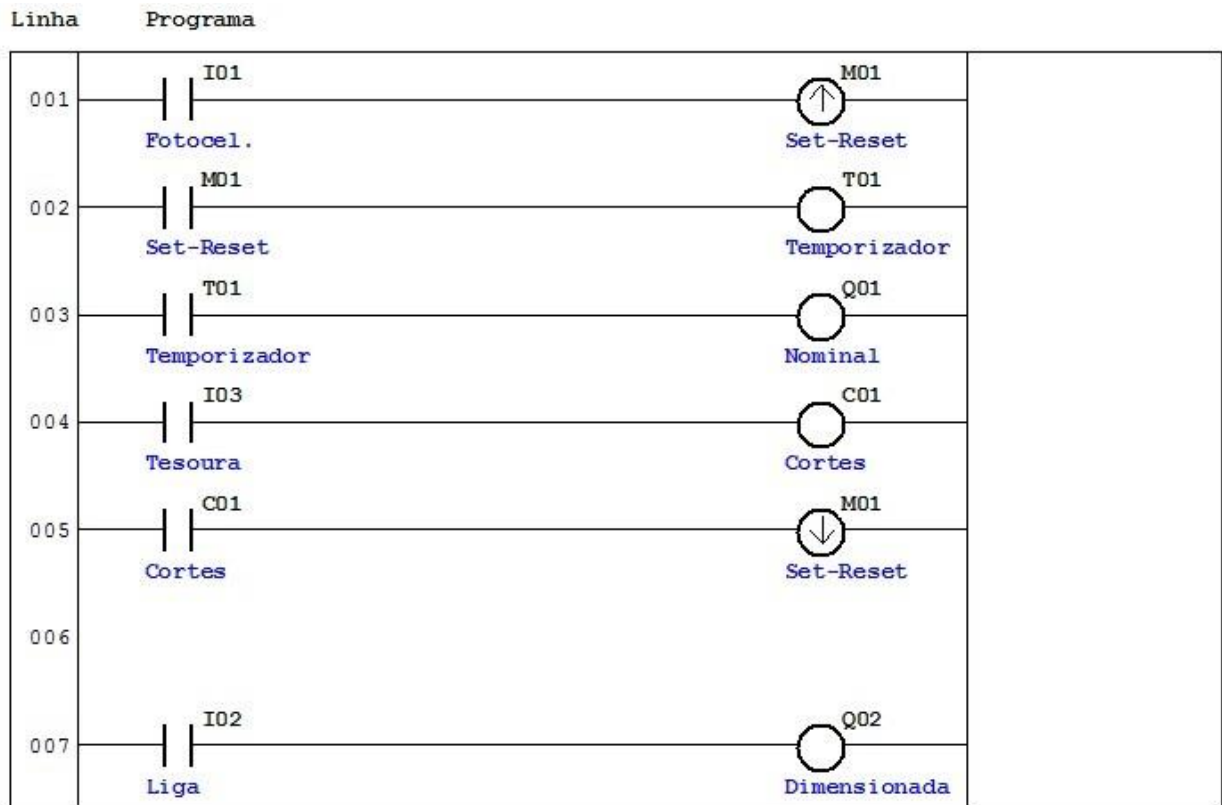 Linha Programa
I01 M01
001
Fotocel. Set-Reset
M01 T01
002
Set-Reset Temporizador
T01 Q01
003
Temporizador Nominal
I03 C01
004
Tesoura Cortes
C01 M01
005
Cortes Set-Reset
006
I02 Q02
007
Liga Dimensionada